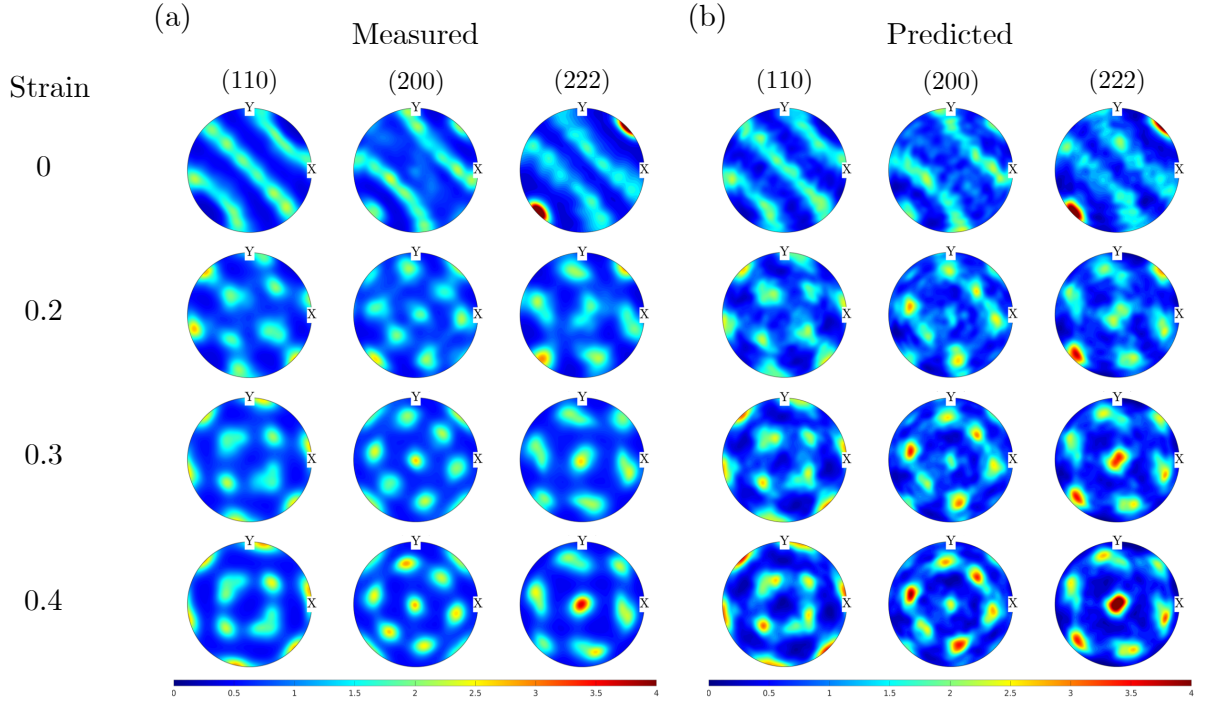 (a) (b)
Measured Predicted
Strain (110) (200) (222) (110) (200) (222)
Y Y Y Y Y Y
0 X X X X X X
Y Y Y Y Y Y
0.2 X X X X X X
Y Y Y Y Y Y
0.3 X X X X X X
Y Y Y Y Y Y
0.4 X X X X X X
0 0.5 1 1.5 2 2.5 3 3.5 4 0 0.5 1 1.5 2 2.5 3 3.5 4